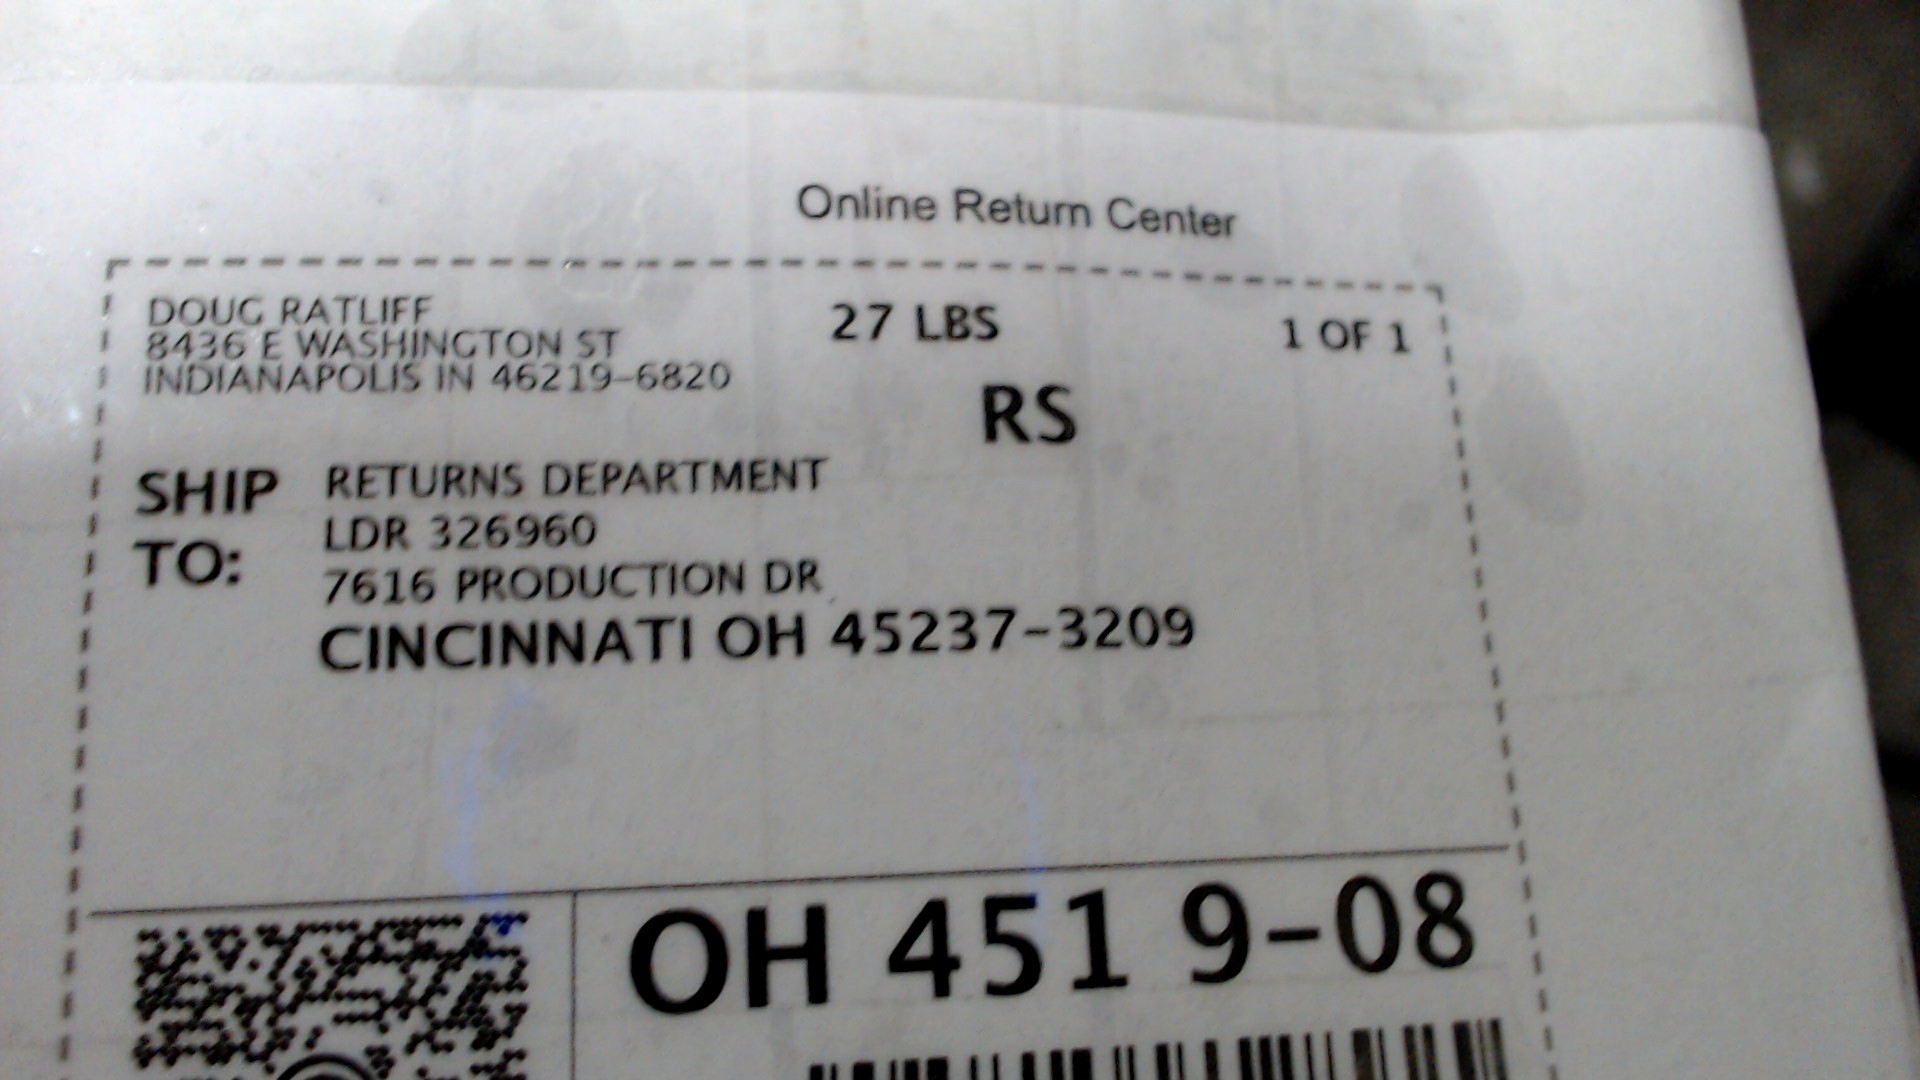 Online Return Center
DOUG RATLIFF
8436 E WASHINGTON ST
INDIANAPOLIS IN 46219-6820
27 LBS
1 OF 1
RS
SHIP TO:
RETURNS DEPARTMENT
LDR 326960
7616 PRODUCTION DR
CINCINNATI OH 45237-3209
OH 451 9-08